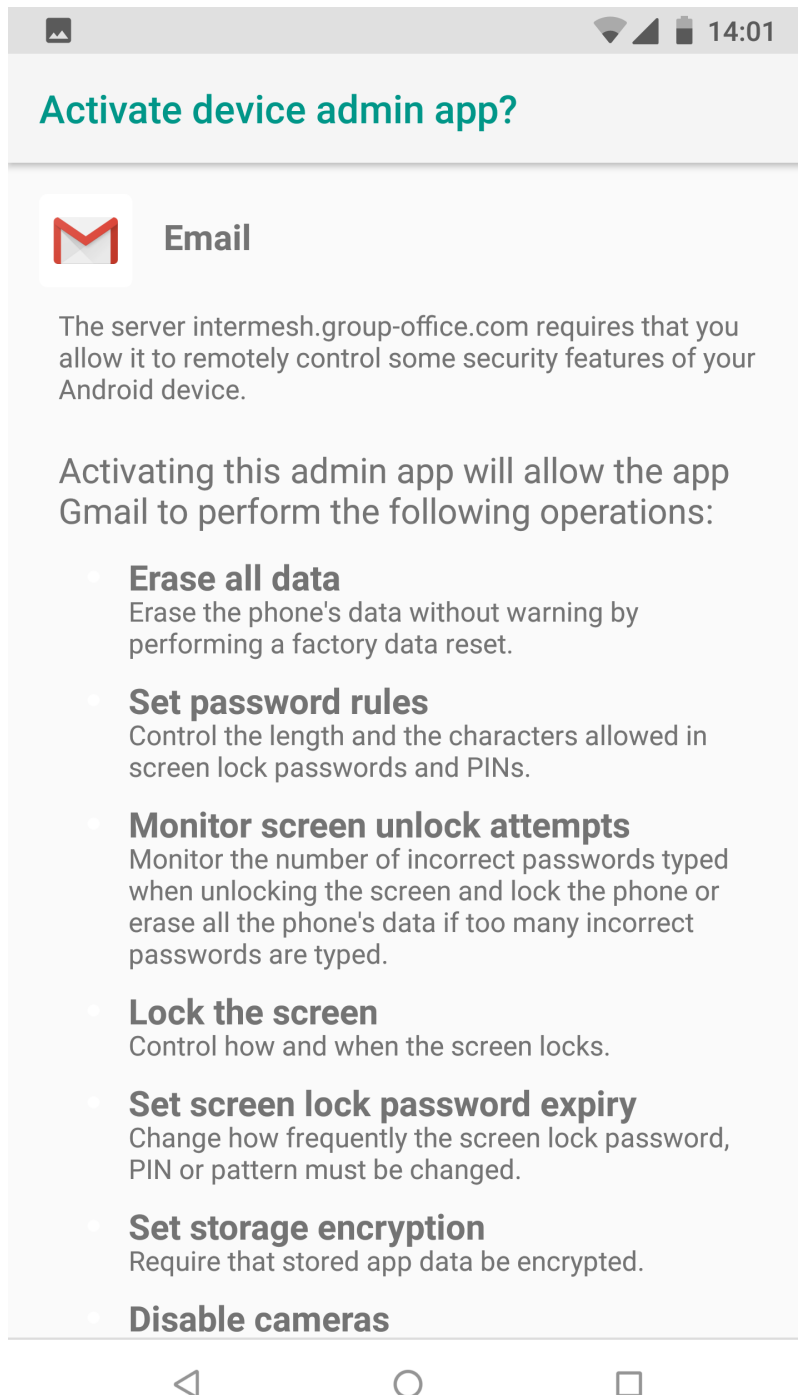 14:01
Activate device admin app?
Email
The server intermesh.group-office.com requires that you
allow it to remotely control some security features of your
Android device.
Activating this admin app will allow the app
Gmail to perform the following operations:
Erase all data
Erase the phone's data without warning by
performing a factory data reset.
Set password rules
Control the length and the characters allowed in
screen lock passwords and PINs.
Monitor screen unlock attempts
Monitor the number of incorrect passwords typed
when unlocking the screen and lock the phone or
erase all the phone's data if too many incorrect
passwords are typed.
Lock the screen
Control how and when the screen locks.
Set screen lock password expiry
Change how frequently the screen lock password,
PIN or pattern must be changed.
Set storage encryption
Require that stored app data be encrypted.
Disable cameras